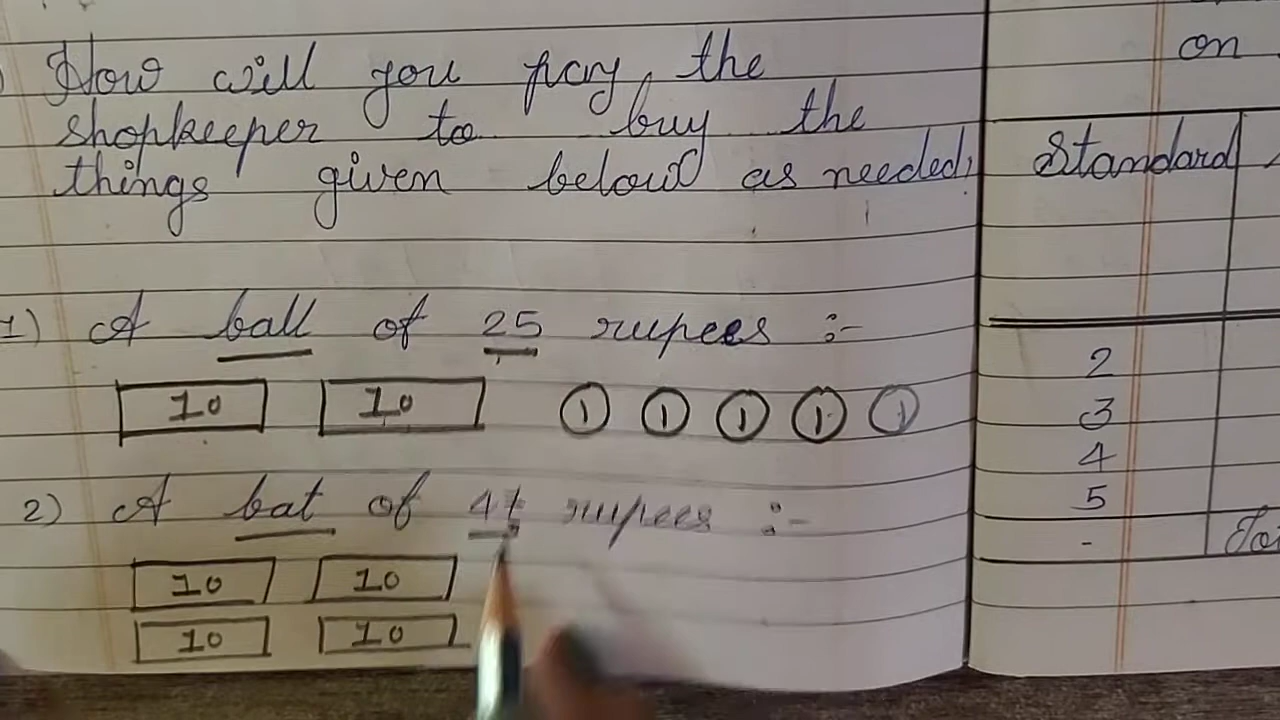 How will you pay, the
shopkeeper to buy the
things given below as needed,
1) A ball of 25 rupees :-
10 10 1 1 1 1 1
2) A bat of 47 rupees :-
10 10
10 10
on
Standard
2
3
4
5
-